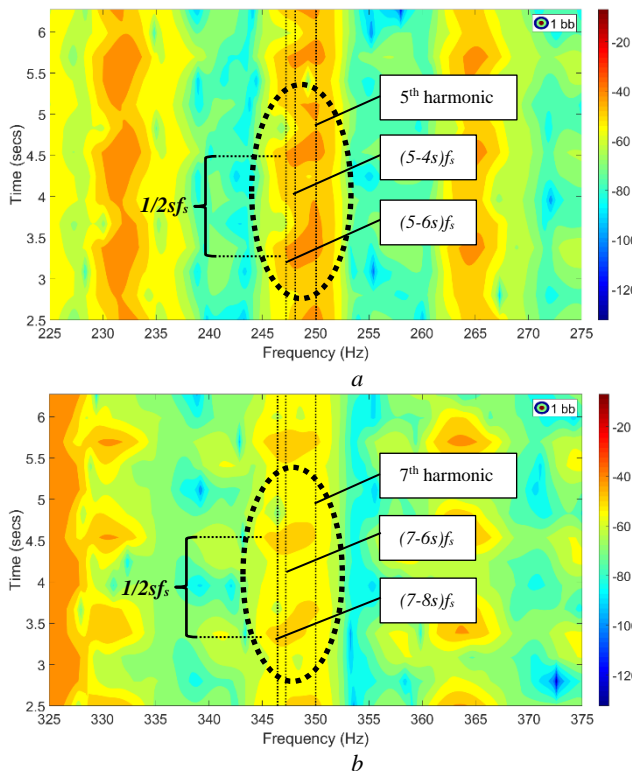 1 bb
6
5.5
5
4.5
4
3.5
3
2.5
Time (secs)
5th harmonic
(5-4s)fs
(5-6s)fs
1/2sfs
-20
-40
-60
-80
-100
-120
225 230 235 240 245 250 255 260 265 270 275
Frequency (Hz)
a
1 bb
6
5.5
5
4.5
4
3.5
3
2.5
Time (secs)
7th harmonic
(7-6s)fs
(7-8s)fs
1/2sfs
-20
-40
-60
-80
-100
-120
325 330 335 340 345 350 355 360 365 370 375
Frequency (Hz)
b